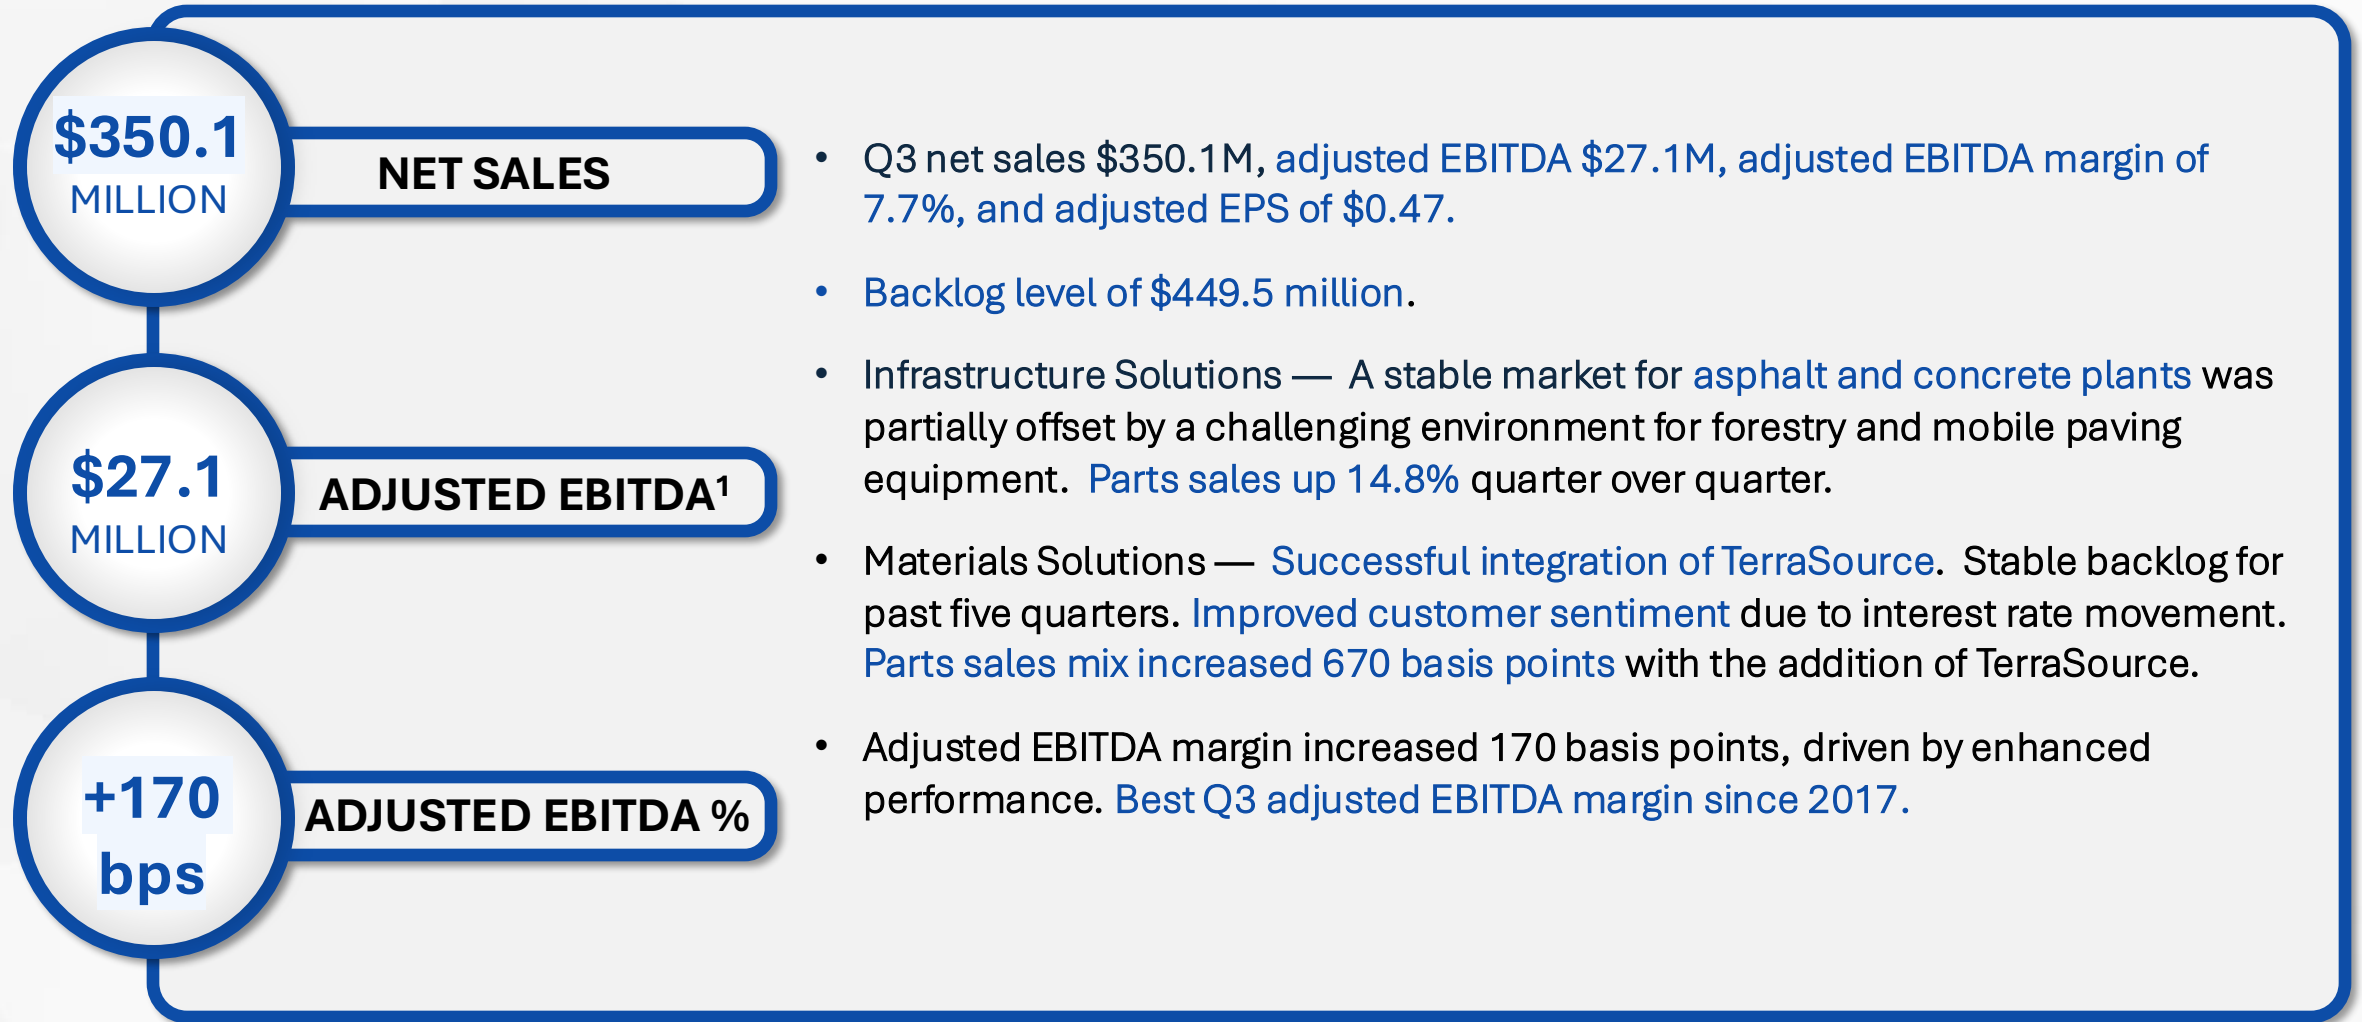 $350.1
MILLION
NET SALES
$27.1
MILLION
ADJUSTED EBITDA¹
+170
bps
ADJUSTED EBITDA %
• Q3 net sales $350.1M, adjusted EBITDA $27.1M, adjusted EBITDA margin of
7.7%, and adjusted EPS of $0.47.
• Backlog level of $449.5 million.
• Infrastructure Solutions — A stable market for asphalt and concrete plants was
partially offset by a challenging environment for forestry and mobile paving
equipment. Parts sales up 14.8% quarter over quarter.
• Materials Solutions — Successful integration of TerraSource. Stable backlog for
past five quarters. Improved customer sentiment due to interest rate movement.
Parts sales mix increased 670 basis points with the addition of TerraSource.
• Adjusted EBITDA margin increased 170 basis points, driven by enhanced
performance. Best Q3 adjusted EBITDA margin since 2017.